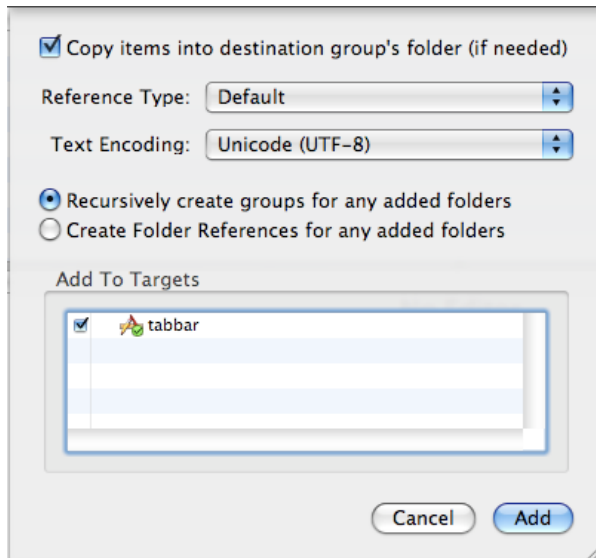 Copy items into destination group's folder (if needed)
Reference Type: Default
Text Encoding: Unicode (UTF-8)
Recursively create groups for any added folders
Create Folder References for any added folders
Add To Targets
tabbar
Cancel Add